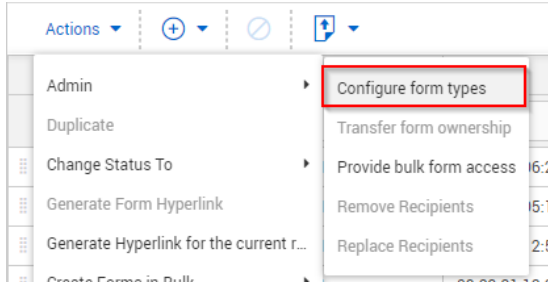 Actions
Admin
Configure form types
Duplicate
Transfer form ownership
Change Status To
Provide bulk form access
Generate Form Hyperlink
Remove Recipients
Generate Hyperlink for the current r...
Replace Recipients